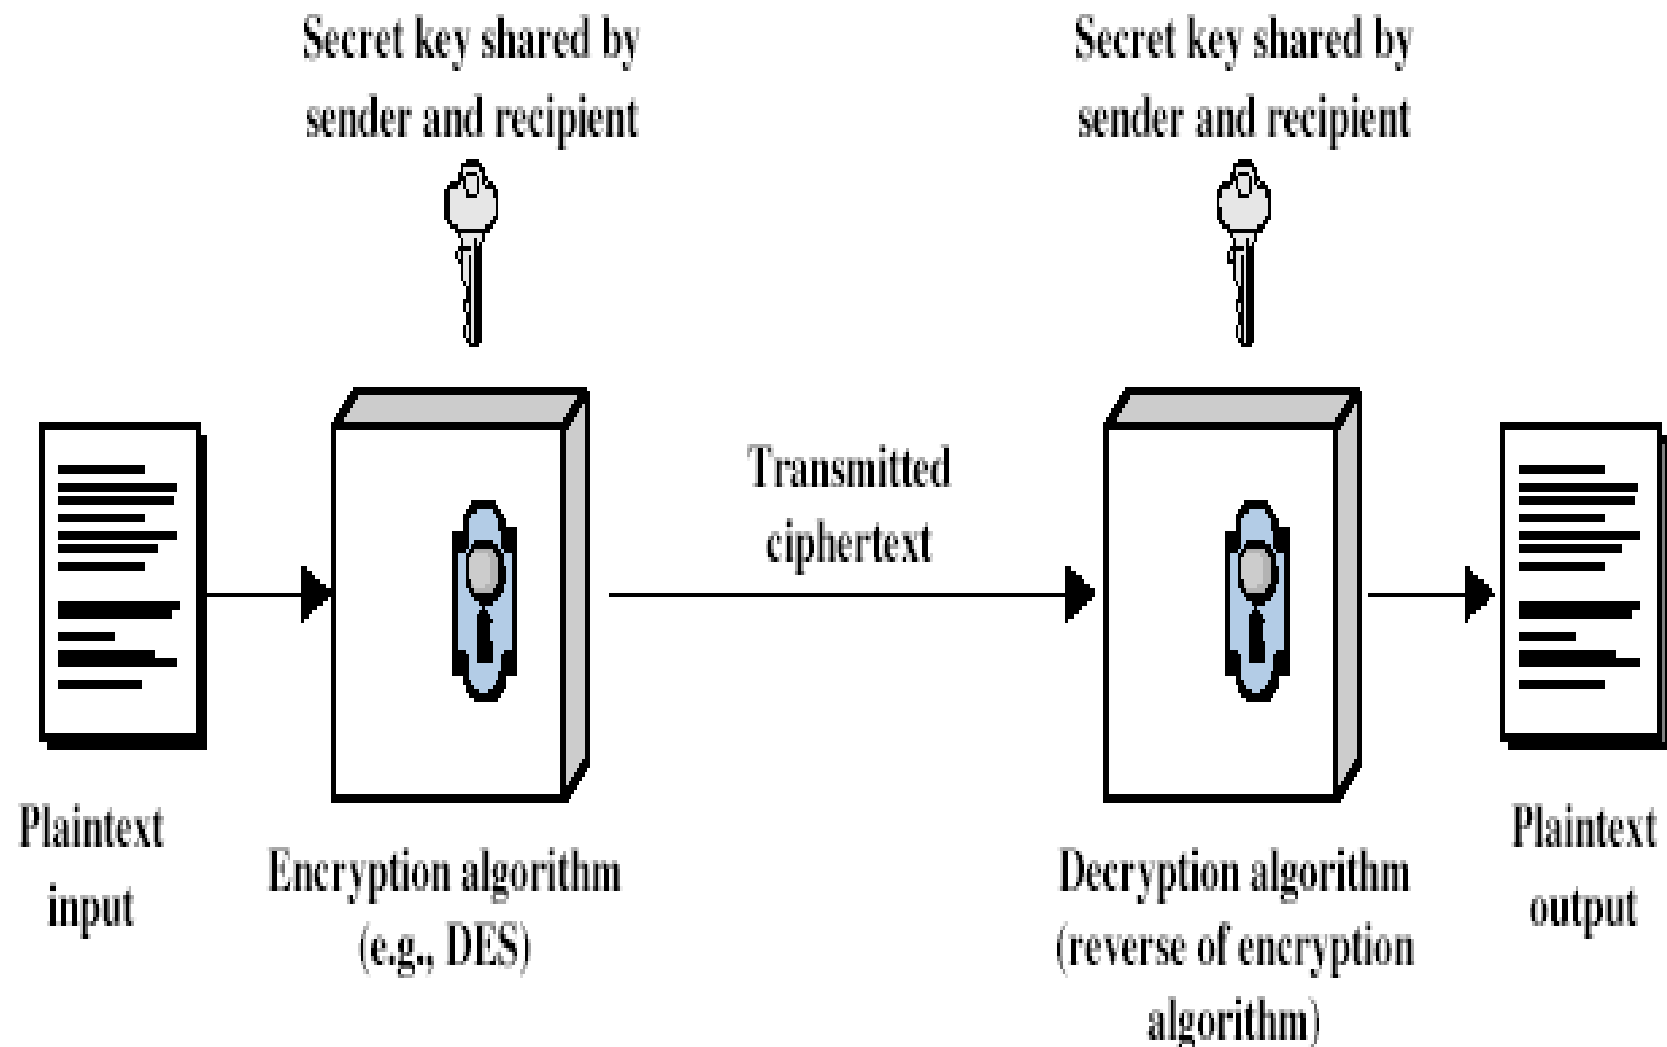 Secret key shared by
sender and recipient
Secret key shared by
sender and recipient
Transmitted
ciphertext
Plaintext
input
Encryption algorithm
(e.g., DES)
Decryption algorithm
(reverse of encryption
algorithm)
Plaintext
output